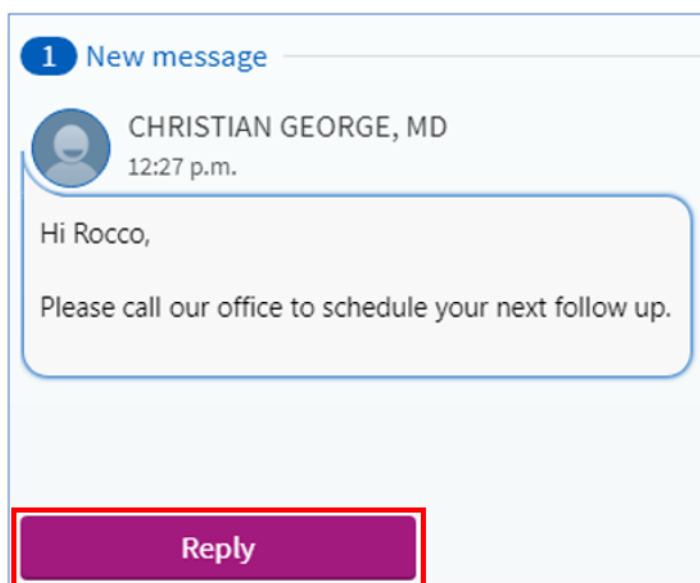 1 New message
CHRISTIAN GEORGE, MD
12:27 p.m.
Hi Rocco,
Please call our office to schedule your next follow up.
Reply